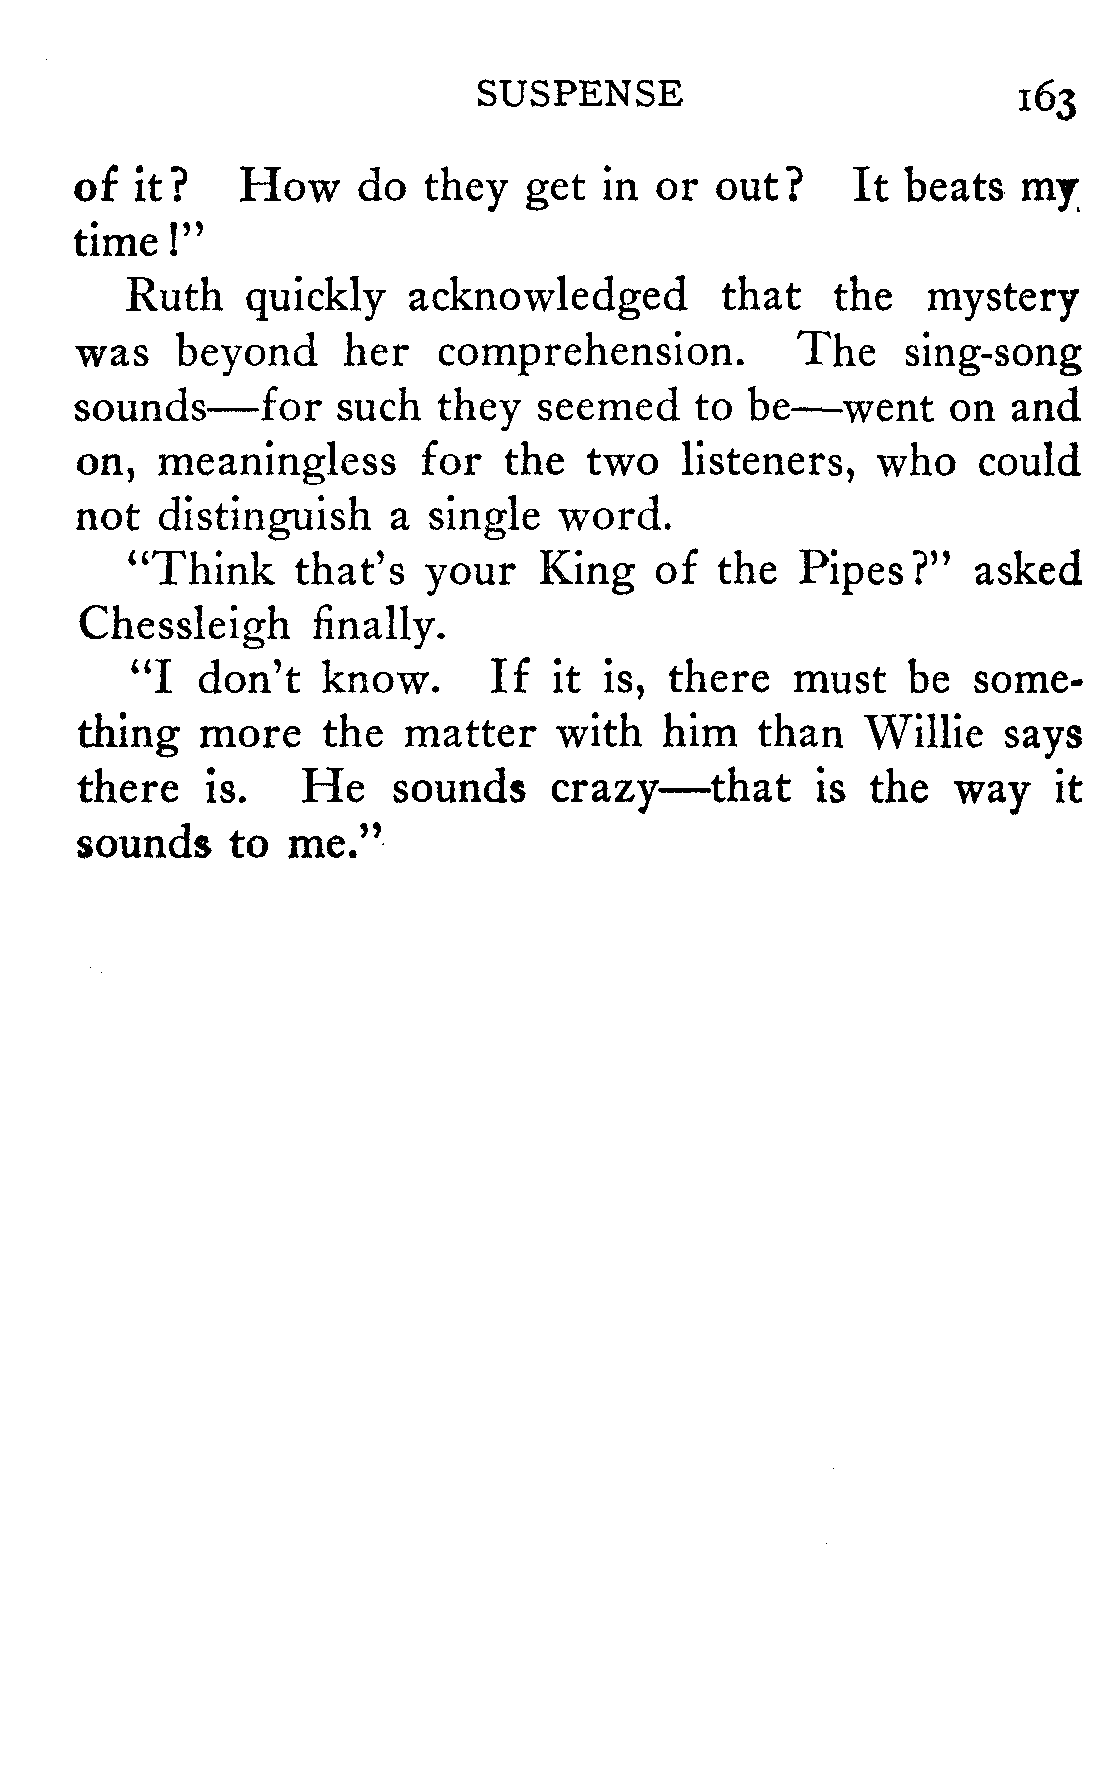 SUSPENSE 163
of it? How do they get in or out? It beats my
time!”
Ruth quickly acknowledged that the mystery
was beyond her comprehension. The sing-song
sounds—for such they seemed to be—went on and
on, meaningless for the two listeners, who could
not distinguish a single word.
“Think that’s your King of the Pipes?” asked
Chessleigh finally.
“I don’t know. If it is, there must be some-
thing more the matter with him than Willie says
there is. He sounds crazy—that is the way it
sounds to me.”